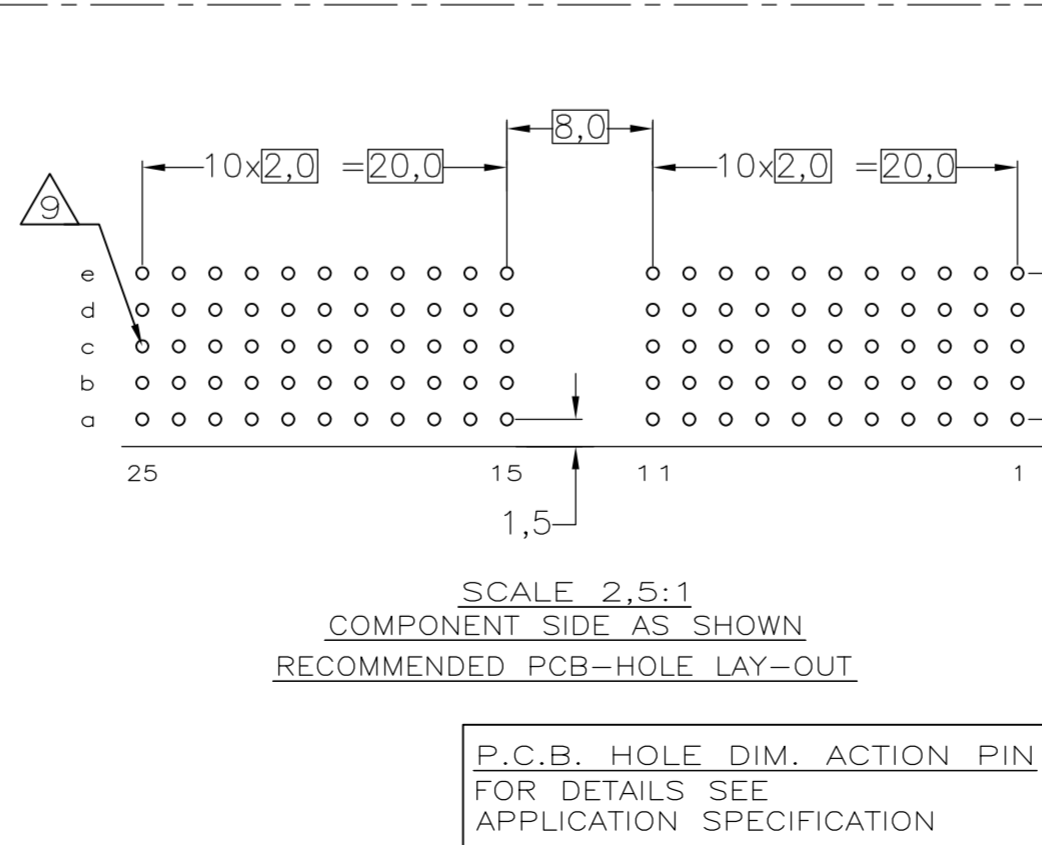 8,0
10x2,0 =20,0 10x2,0 =20,0
9
e
d
c
b
a
25 15 11 1
1,5
SCALE 2,5:1
COMPONENT SIDE AS SHOWN
RECOMMENDED PCB-HOLE LAY-OUT
P.C.B. HOLE DIM. ACTION PIN
FOR DETAILS SEE
APPLICATION SPECIFICATION